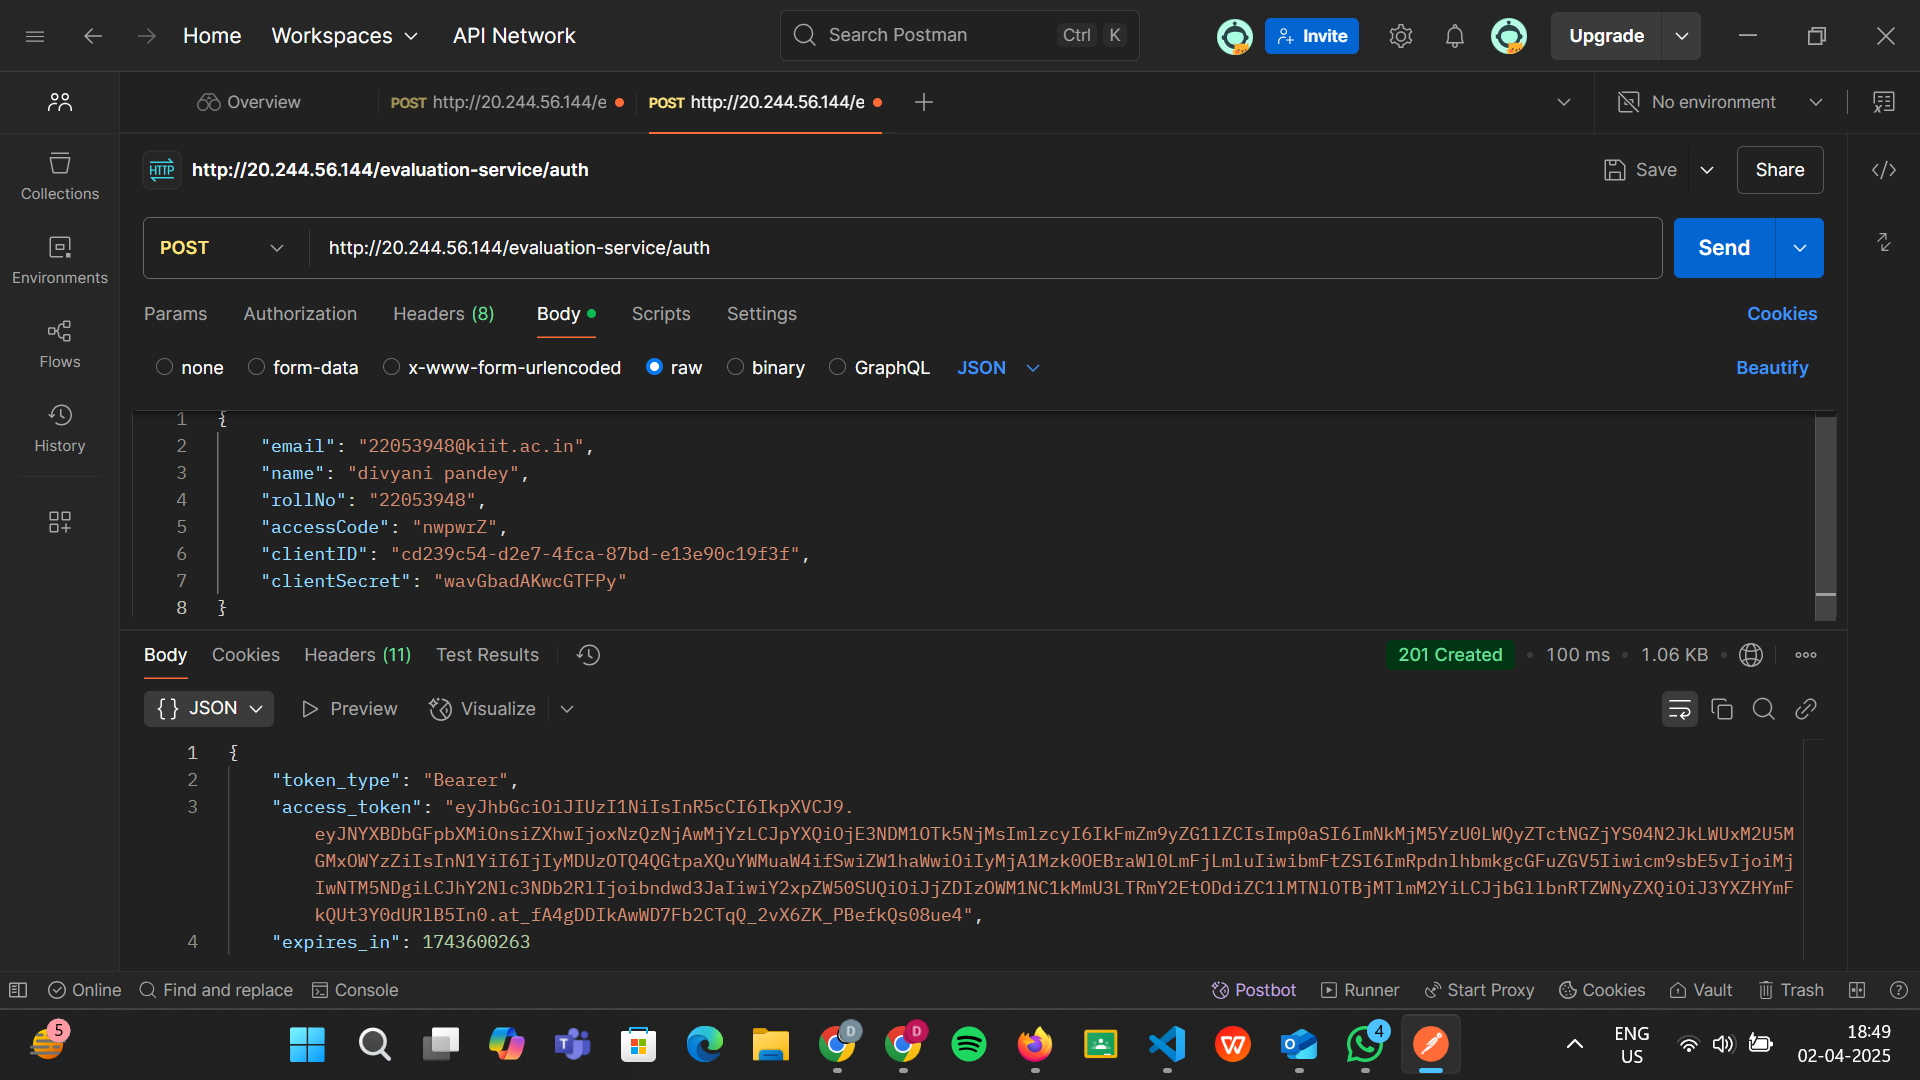 Home
Workspaces
API Network
Search Postman
Ctrl
K
Invite
Upgrade
Overview
POST http://20.244.56.144/e
POST http://20.244.56.144/e
No environment
HTTP
http://20.244.56.144/evaluation-service/auth
Save
Share
Collections
Environments
Flows
History
POST
http://20.244.56.144/evaluation-service/auth
Send
Params
Authorization
Headers (8)
Body
Scripts
Settings
Cookies
none
form-data
x-www-form-urlencoded
raw
binary
GraphQL
JSON
Beautify
1 {
2 "email": "22053948@kiit.ac.in",
3 "name": "divyani pandey",
4 "rollNo": "22053948",
5 "accessCode": "nwpwrZ",
6 "clientID": "cd239c54-d2e7-4fca-87bd-e13e90c19f3f",
7 "clientSecret": "wavGbadAKwcGTFPy"
8 }
Body
Cookies
Headers (11)
Test Results
201 Created
100 ms
1.06 KB
{} JSON
Preview
Visualize
1 {
2 "token_type": "Bearer",
3 "access_token": "eyJhbGciOiJIUzI1NiIsInR5cCI6IkpXVCJ9.
eyJNYXBDbGFpbXMiOnsiZXhwIjoxNzQzNjAwMjYzLCJpYXQiOjE3NDM1OTk5NjMsImlzcyI6IkFmZm9yZG1lZCIsImp0aSI6ImNkMjM5YzU0LWQyZTctNGZjYS04N2JkLWUxM2U5M
GMxOWYzZiIsInN1YiI6IjIyMDUzOTQ4QGtpaXQuYWMuaW4ifSwiZW1haWwiOiIyMjA1Mzk0OEBraWl0LmFjLmluIiwibmFtZSI6ImRpdnlhbmkgcGFuZGV5Iiwicm9sbE5vIjoiMj
IwNTM5NDgiLCJhY2Nlc3NDb2RlIjoibndwd3JaIiwiY2xpZW50SUQiOiJjZDIzOWM1NC1kMmU3LTRmY2EtODdiZC1lMTNlOTBjMTlmM2YiLCJjbGllbnRTZWNyZXQiOiJ3YXZHYmF
kQUt3Y0dURlB5In0.at_fA4gDDIkAwWD7Fb2CTqQ_2vX6ZK_PBefkQs08ue4",
4 "expires_in": 1743600263
Online
Find and replace
Console
Postbot
Runner
Start Proxy
Cookies
Vault
Trash
5
D
D
4
ENG
US
18:49
02-04-2025